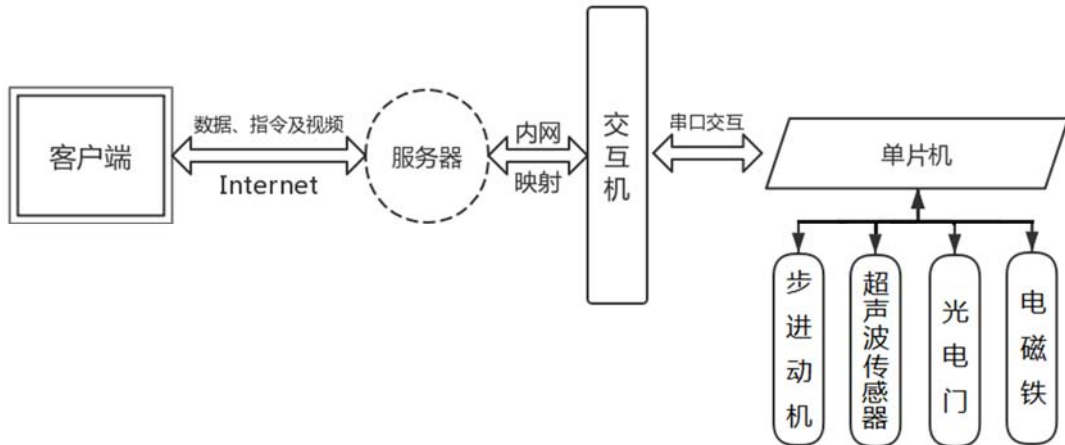 客户端
数据、指令及视频
Internet
服务器
内网
映射
交互机
串口交互
单片机
步进动机
超声波传感器
光电门
电磁铁